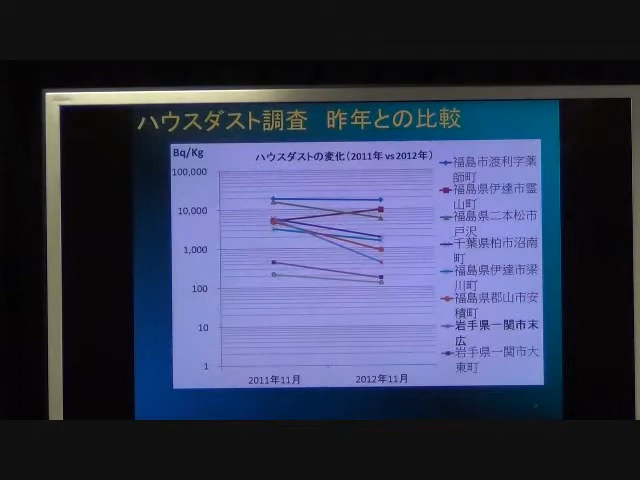 ハウスダスト調査 昨年との比較
Bq/Kg
ハウスダストの変化(2011年 vs 2012年)
100,000
10,000
1,000
100
10
1
2011年11月
2012年11月
福島市渡利字薬
師町
福島県伊達市霊
山町
福島県二本松市
戸沢
千葉県柏市沼南
町
福島県伊達市梁
川町
福島県郡山市安
積町
岩手県一関市末
広
岩手県一関市大
東町